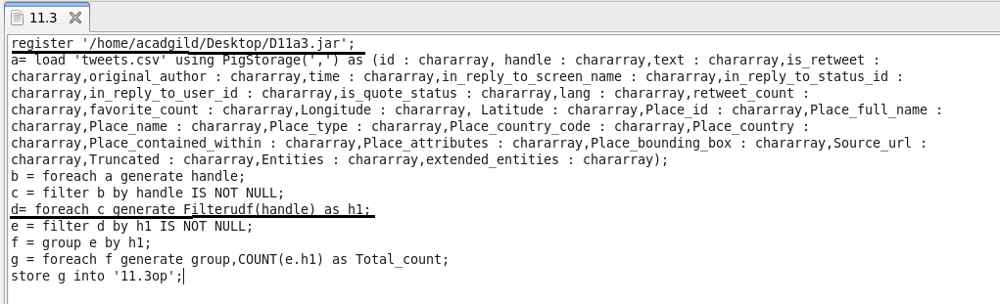 11.3
register '/home/acadgild/Desktop/D11a3.jar';
a= load 'tweets.csv' using PigStorage(',') as (id : chararray, handle : chararray,text : chararray,is_retweet :
chararray,original_author : chararray,time : chararray,in_reply_to_screen_name : chararray,in_reply_to_status_id :
chararray,in_reply_to_user_id : chararray,is_quote_status : chararray,lang : chararray,retweet_count :
chararray,favorite_count : chararray,Longitude : chararray, Latitude : chararray,Place_id : chararray,Place_full_name :
chararray,Place_name : chararray,Place_type : chararray,Place_country_code : chararray,Place_country :
chararray,Place_contained_within : chararray,Place_attributes : chararray,Place_bounding_box : chararray,Source_url :
chararray,Truncated : chararray,Entities : chararray,extended_entities : chararray);
b = foreach a generate handle;
c = filter b by handle IS NOT NULL;
d= foreach c generate Filterudf(handle) as h1;
e = filter d by h1 IS NOT NULL;
f = group e by h1;
g = foreach f generate group,COUNT(e.h1) as Total_count;
store g into '11.3op';